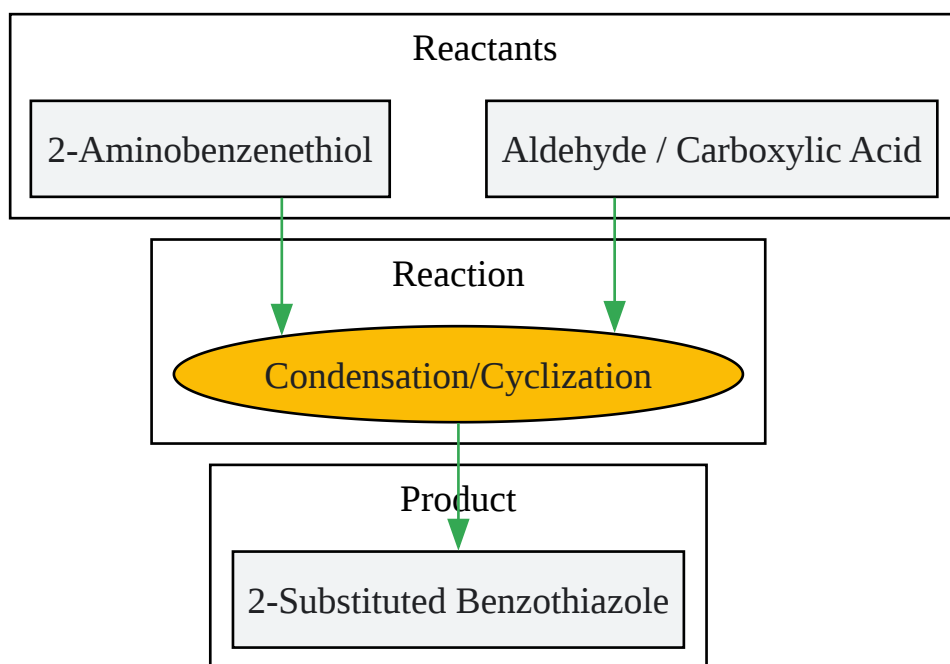 Reactants
2-Aminobenzenethiol
Aldehyde / Carboxylic Acid
Reaction
Condensation/Cyclization
Product
2-Substituted Benzothiazole